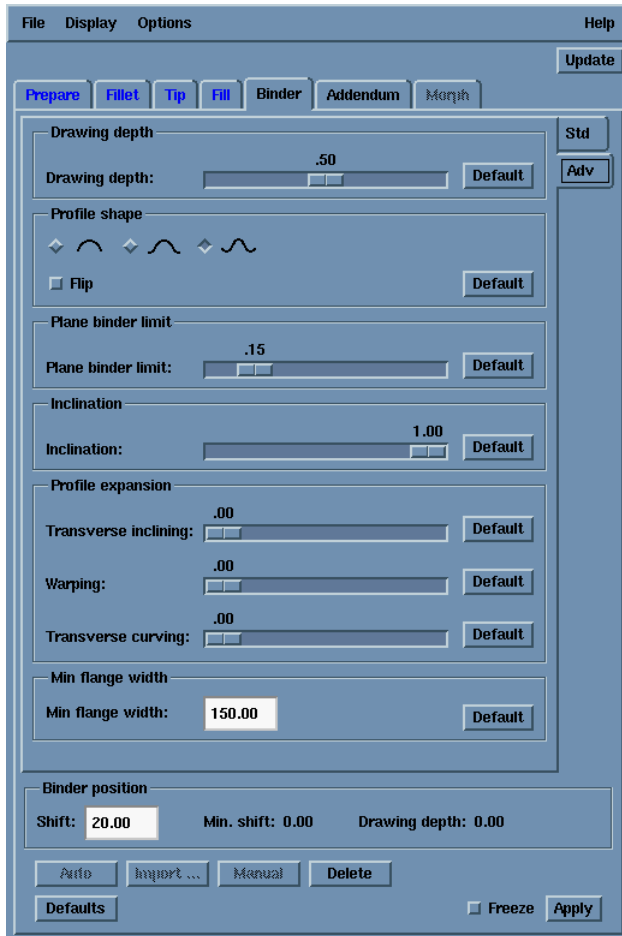 File Display Options Help
Update
Prepare Fillet Tip Fill Binder Addendum Morph
Std
Adv
Drawing depth
.50
Drawing depth: Default
Profile shape
Flip Default
Plane binder limit
.15
Plane binder limit: Default
Inclination
1.00
Inclination: Default
Profile expansion
.00
Transverse inclining: Default
.00
Warping: Default
.00
Transverse curving: Default
Min flange width
Min flange width: 150.00 Default
Binder position
Shift: 20.00 Min. shift: 0.00 Drawing depth: 0.00
Auto Import ... Manual Delete
Defaults Freeze Apply